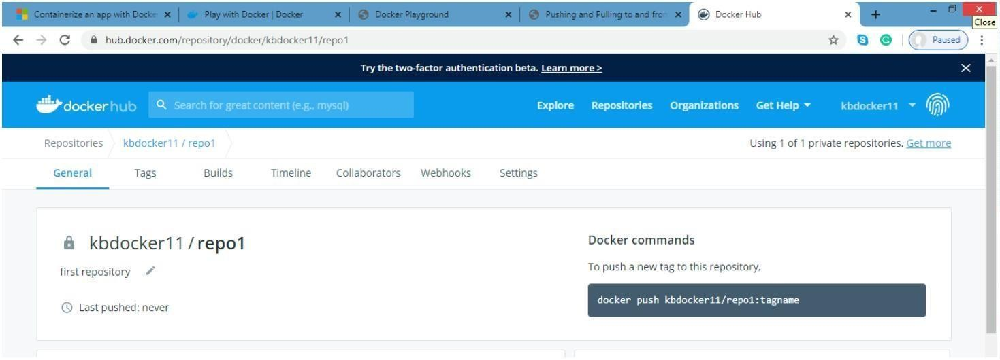 Containerize an app with Docke
Play with Docker | Docker
Docker Playground
Pushing and Pulling to and from
Docker Hub
Close
hub.docker.com/repository/docker/kbdocker11/repo1
Paused
Try the two-factor authentication beta. Learn more >
dockerhub
Search for great content (e.g., mysql)
Explore
Repositories
Organizations
Get Help
kbdocker11
Repositories
kbdocker11 / repo1
Using 1 of 1 private repositories. Get more
General
Tags
Builds
Timeline
Collaborators
Webhooks
Settings
kbdocker11 / repo1
first repository
Last pushed: never
Docker commands
To push a new tag to this repository,
docker push kbdocker11/repo1:tagname